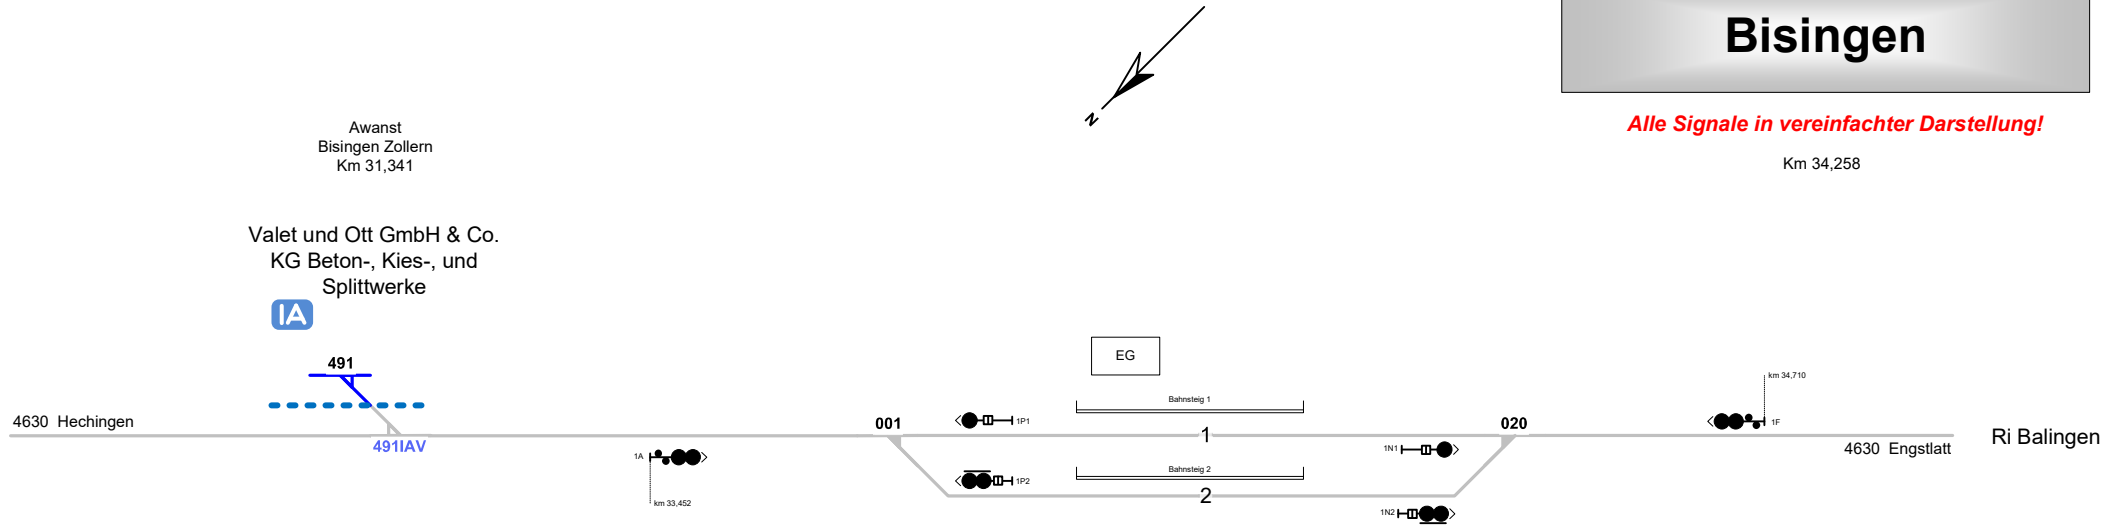 Bisingen
Alle Signale in vereinfachter Darstellung!
Km 34,258
N
Awanst
Bisingen Zollern
Km 31,341
Valet und Ott GmbH & Co.
KG Beton-, Kies-, und
Splittwerke
IA
491
EG
km 34,710
4630 Hechingen
001
1P1
Bahnsteig 1
1
020
1F
491IAV
1A
km 33,452
1N1
4630 Engstlatt
Ri Balingen
1P2
Bahnsteig 2
2
1N2